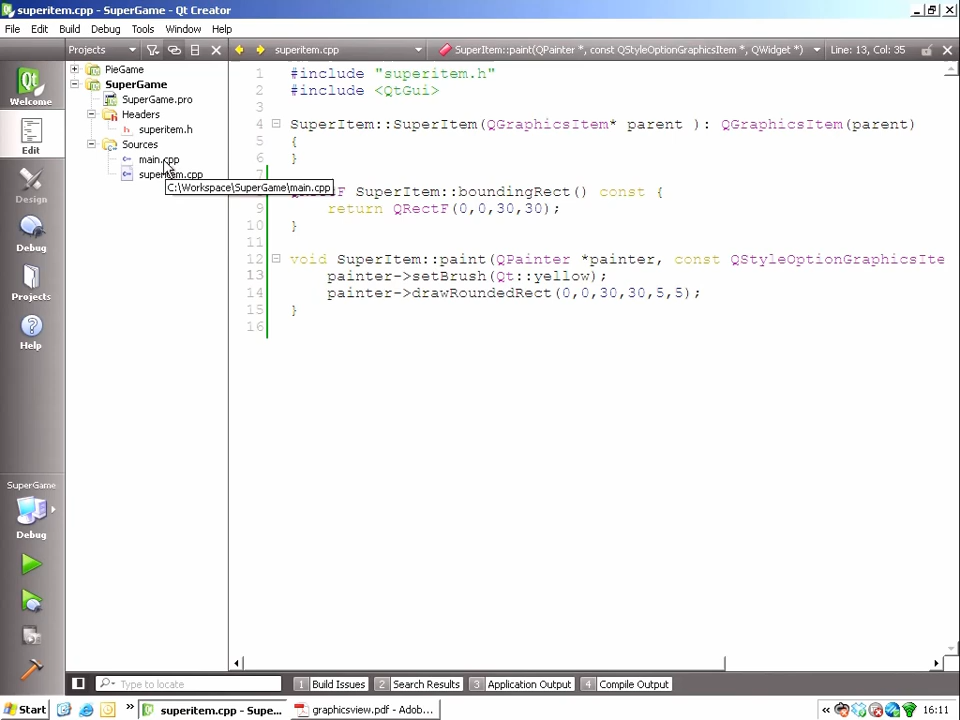 superitem.cpp - SuperGame - Qt Creator
File Edit Build Debug Tools Window Help
Projects superitem.cpp SuperItem::paint(QPainter *, const QStyleOptionGraphicsItem *, QWidget *) Line: 13, Col: 35
Welcome
Edit
Design
Debug
Projects
Help
SuperGame
Debug
PieGame
SuperGame
SuperGame.pro
Headers
superitem.h
Sources
main.cpp
superitem.cpp
C:\Workspace\SuperGame\main.cpp
1 #include "superitem.h"
2 #include <QtGui>
3
4 SuperItem::SuperItem(QGraphicsItem* parent ): QGraphicsItem(parent)
5 {
6 }
7
F SuperItem::boundingRect() const {
9 return QRectF(0,0,30,30);
10 }
11
12 void SuperItem::paint(QPainter *painter, const QStyleOptionGraphicsIte
13 painter->setBrush(Qt::yellow);
14 painter->drawRoundedRect(0,0,30,30,5,5);
15 }
16
Type to locate 1 Build Issues 2 Search Results 3 Application Output 4 Compile Output
Start superitem.cpp - Supe... graphicsview.pdf - Adob... 16:11